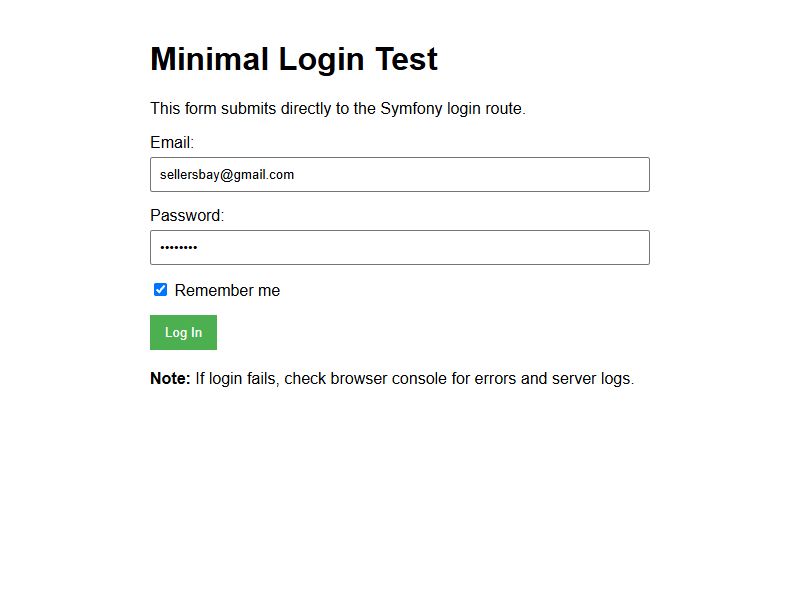 Minimal Login Test
This form submits directly to the Symfony login route.
Email:
sellersbay@gmail.com
Password:
••••••••
Remember me
Log In
Note: If login fails, check browser console for errors and server logs.